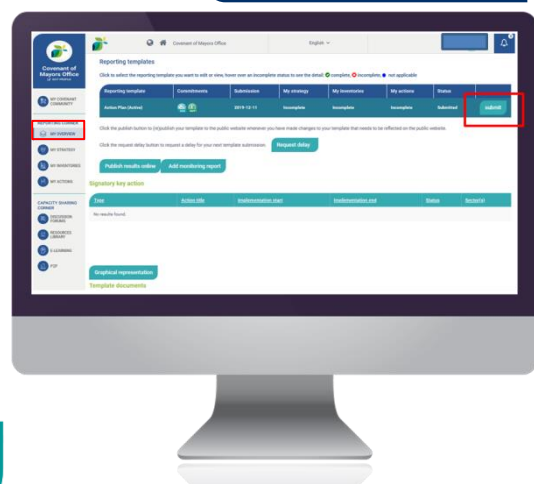 Covenant of Mayors Office
English
Covenant of
Mayors Office
Reporting templates
Click to select the reporting template you want to edit or view, hover over an incomplete status to see the detail: complete, incomplete, not applicable
Reporting template Commitments Submission My strategy My inventories My actions Status
Action Plan (Active) 2019-12-11 Incomplete Incomplete Incomplete Submitted submit
MY COVENANT
COMMUNITY
REPORTING CORNER
MY OVERVIEW
MY STRATEGY
MY INVENTORIES
MY ACTIONS
CAPACITY SHARING
CORNER
DISCUSSION
FORUMS
RESOURCES
LIBRARY
E-LEARNING
FAQ
Click the publish button to (re)publish your template to the public website whenever you have made changes to your template that needs to be reflected on the public website.
Click the request delay button to request a delay for your next template submission. Request delay
Publish results online Add monitoring report
Signatory key action
Type Action title Implementation start Implementation end Status Sector(s)
No results found.
Graphical representation
Template documents